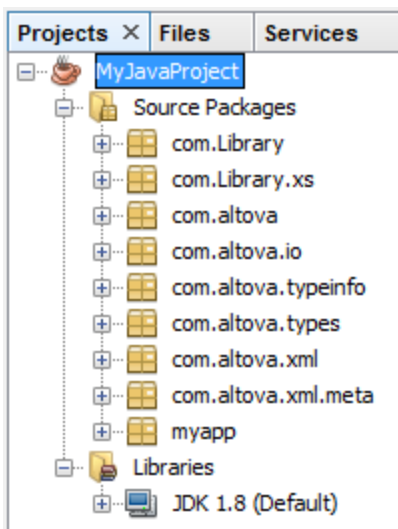 Projects × Files Services
MyJavaProject
Source Packages
com.Library
com.Library.xs
com.altova
com.altova.io
com.altova.typeinfo
com.altova.types
com.altova.xml
com.altova.xml.meta
myapp
Libraries
JDK 1.8 (Default)